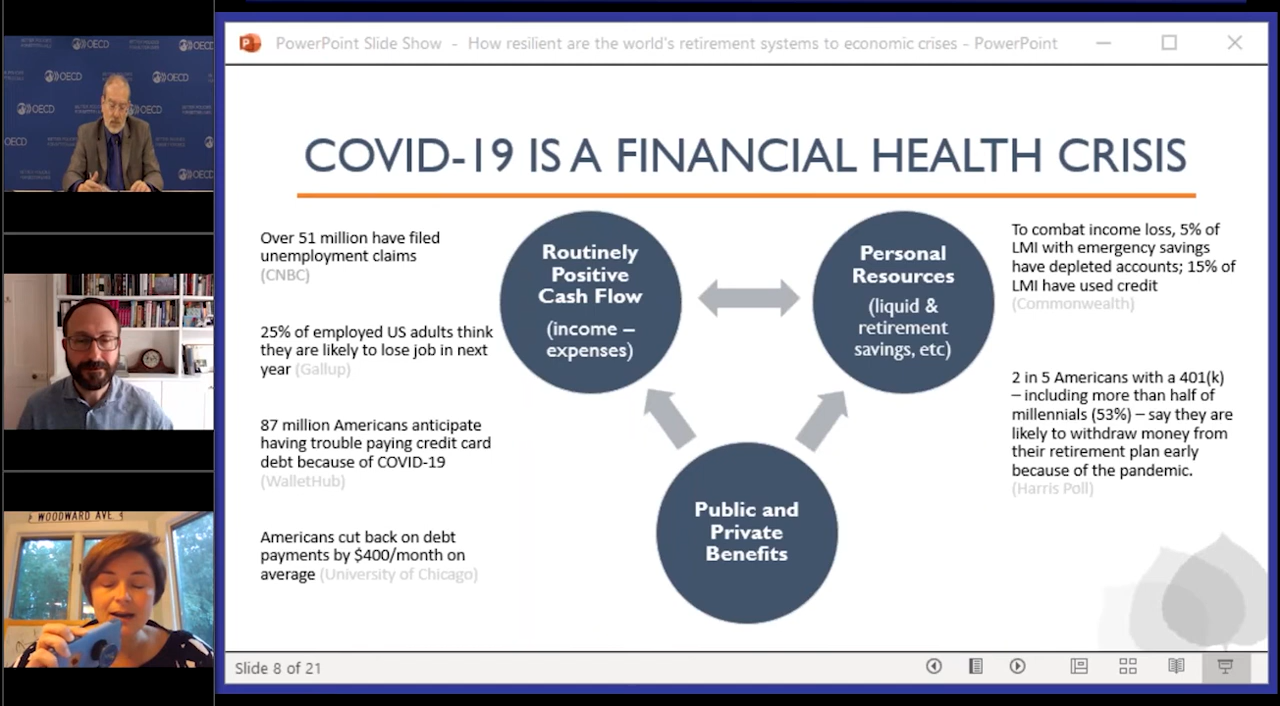 PowerPoint Slide Show - How resilient are the world's retirement systems to economic crises - PowerPoint
OECD
OECD
OECD
OECD
OECD
OECD
OECD
OECD
WOODWARD AVE
COVID-19 IS A FINANCIAL HEALTH CRISIS
Over 51 million have filed
unemployment claims
(CNBC)
25% of employed US adults think
they are likely to lose job in next
year (Gallup)
87 million Americans anticipate
having trouble paying credit card
debt because of COVID-19
(WalletHub)
Americans cut back on debt
payments by $400/month on
average (University of Chicago)
Routinely
Positive
Cash Flow
(income –
expenses)
Personal
Resources
(liquid &
retirement
savings, etc)
Public and
Private
Benefits
To combat income loss, 5% of
LMI with emergency savings
have depleted accounts; 15% of
LMI have used credit
(Commonwealth)
2 in 5 Americans with a 401(k)
– including more than half of
millennials (53%) – say they are
likely to withdraw money from
their retirement plan early
because of the pandemic.
(Harris Poll)
Slide 8 of 21